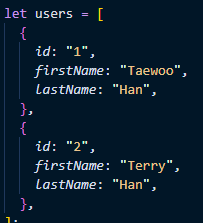 let users = [
  {
    id: "1",
    firstName: "Taewoo",
    lastName: "Han",
  },
  {
    id: "2",
    firstName: "Terry",
    lastName: "Han",
  },
];